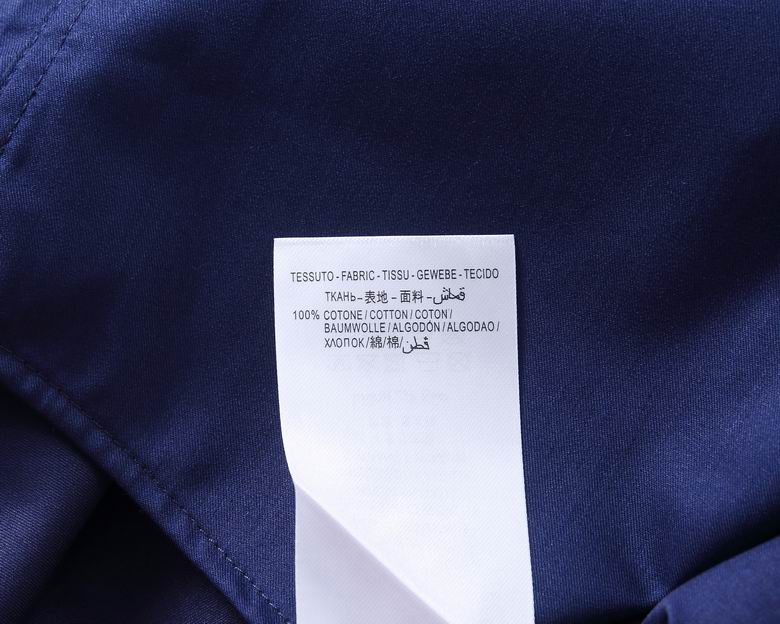 TESSUTO - FABRIC - TISSU - GEWEBE - TECIDO
ТКАНЬ - 表地 - 面料 - قماش
100% COTONE / COTTON / COTON /
BAUMWOLLE / ALGODÓN / ALGODAO /
ХЛОПОК /綿/棉/ قطن